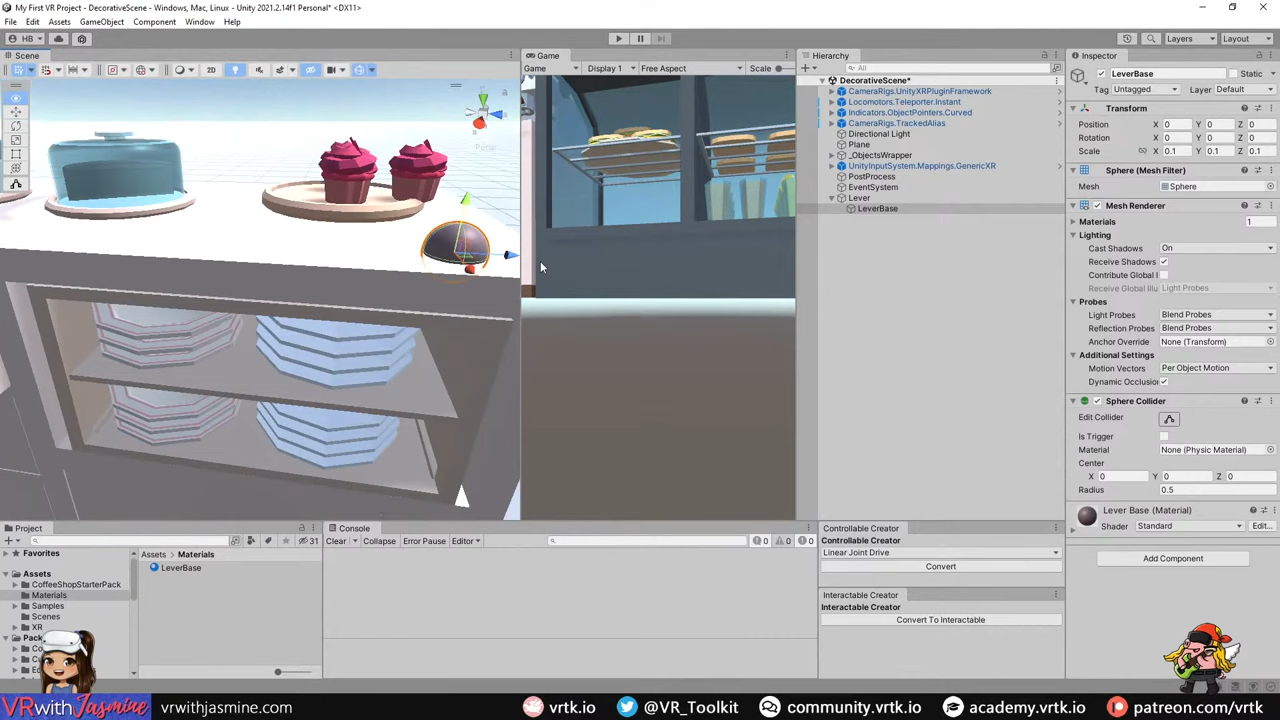 My First VR Project - DecorativeScene - Windows, Mac, Linux - Unity 2021.2.14f1 Personal* <DX11>
File Edit Assets GameObject Component Window Help
HB Layers Layout
Scene
2D
Persp
Game
Game Display 1 Free Aspect Scale
Hierarchy
All
DecorativeScene*
CameraRigs.UnityXRPluginFramework
Locomotors.Teleporter.Instant
Indicators.ObjectPointers.Curved
CameraRigs.TrackedAlias
Directional Light
Plane
_ObjectsWrapper
UnityInputSystem.Mappings.GenericXR
PostProcess
EventSystem
Lever
LeverBase
Inspector
LeverBase Static
Tag Untagged Layer Default
Transform
Position X 0 Y 0 Z 0
Rotation X 0 Y 0 Z 0
Scale X 0.1 Y 0.1 Z 0.1
Sphere (Mesh Filter)
Mesh Sphere
Mesh Renderer
Materials 1
Lighting
Cast Shadows On
Receive Shadows
Contribute Global I
Receive Global Illu Light Probes
Probes
Light Probes Blend Probes
Reflection Probes Blend Probes
Anchor Override None (Transform)
Additional Settings
Motion Vectors Per Object Motion
Dynamic Occlusion
Sphere Collider
Edit Collider
Is Trigger
Material None (Physic Material)
Center
X 0 Y 0 Z 0
Radius 0.5
Lever Base (Material)
Shader Standard Edit...
Add Component
Project
31
Favorites
Assets
CoffeeShopStarterPack
Materials
Samples
Scenes
XR
Pack
Assets > Materials
LeverBase
Console
Clear Collapse Error Pause Editor 0 0 0
Controllable Creator
Controllable Creator
Linear Joint Drive
Convert
Interactable Creator
Interactable Creator
Convert To Interactable
VRwithJasmine vrwithjasmine.com vrtk.io @VR_Toolkit community.vrtk.io academy.vrtk.io patreon.com/vrtk